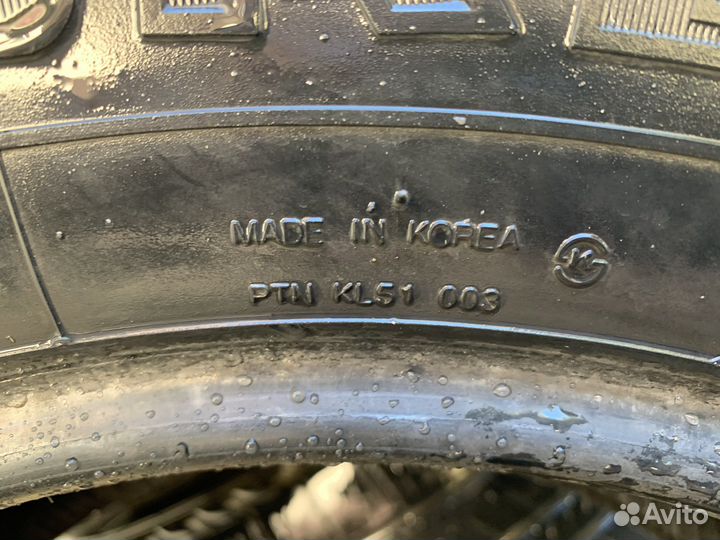 MADE IN KOREA
PTN KL51 003
Avito